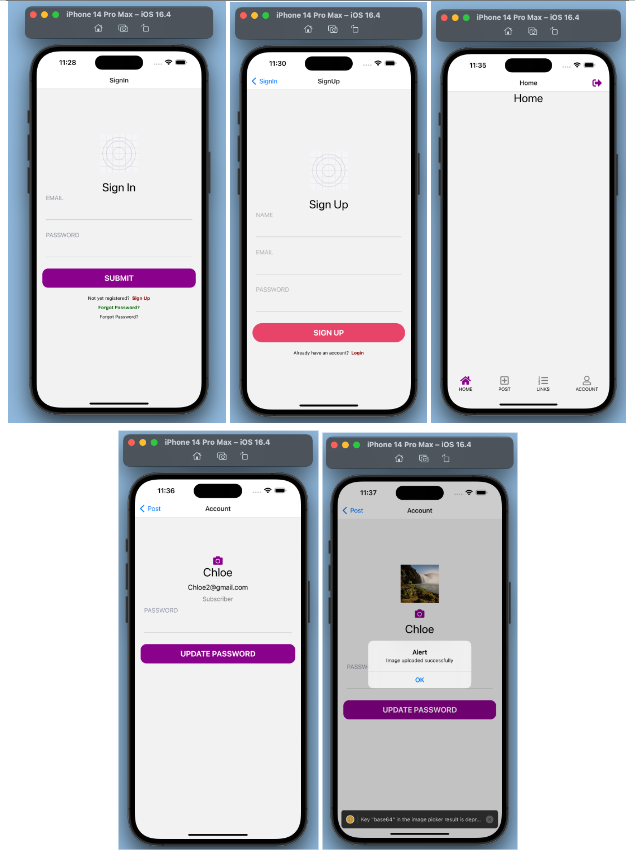 iPhone 14 Pro Max – iOS 16.4
11:28
SignIn
Sign In
EMAIL
PASSWORD
SUBMIT
Not yet registered? Sign Up
Forgot Password?
Forgot Password?
iPhone 14 Pro Max – iOS 16.4
11:30
SignIn
SignUp
Sign Up
NAME
EMAIL
PASSWORD
SIGN UP
Already have an account? Login
iPhone 14 Pro Max – iOS 16.4
11:35
Home
Home
HOME
POST
LINKS
ACCOUNT
iPhone 14 Pro Max – iOS 16.4
11:36
Post
Account
Chloe
Chloe2@gmail.com
Subscriber
PASSWORD
UPDATE PASSWORD
iPhone 14 Pro Max – iOS 16.4
11:37
Post
Account
Chloe
Alert
Image uploaded successfully
PASSW
OK
UPDATE PASSWORD
Key "base64" in the image picker result is depr...